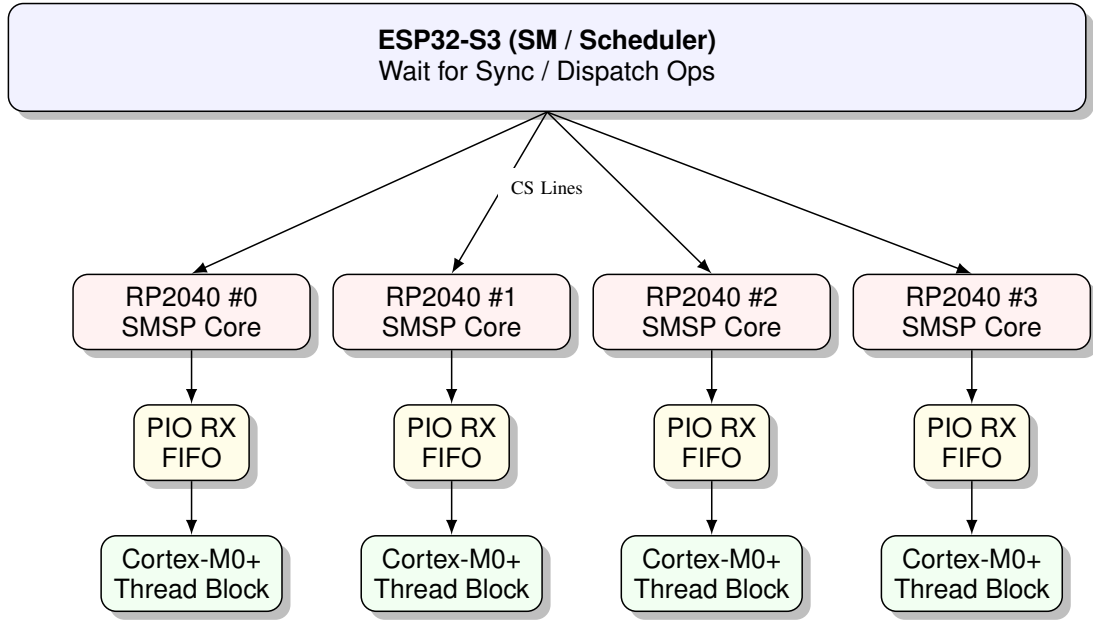 ESP32-S3 (SM / Scheduler)
Wait for Sync / Dispatch Ops
CS Lines
RP2040 #0
SMSP Core
RP2040 #1
SMSP Core
RP2040 #2
SMSP Core
RP2040 #3
SMSP Core
PIO RX
FIFO
PIO RX
FIFO
PIO RX
FIFO
PIO RX
FIFO
Cortex-M0+
Thread Block
Cortex-M0+
Thread Block
Cortex-M0+
Thread Block
Cortex-M0+
Thread Block